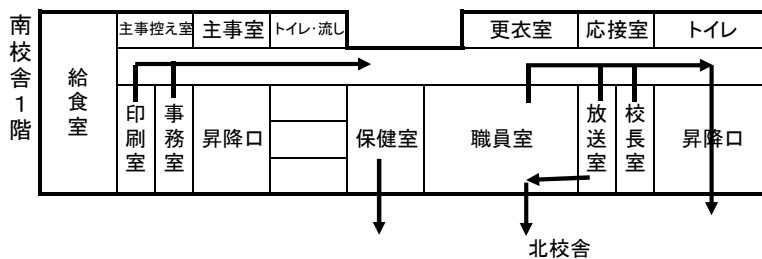 南校舎1階
給食室
主事控え室
主事室
トイレ・流し
更衣室
応接室
トイレ
印刷室
事務室
昇降口
保健室
職員室
放送室
校長室
昇降口
北校舎